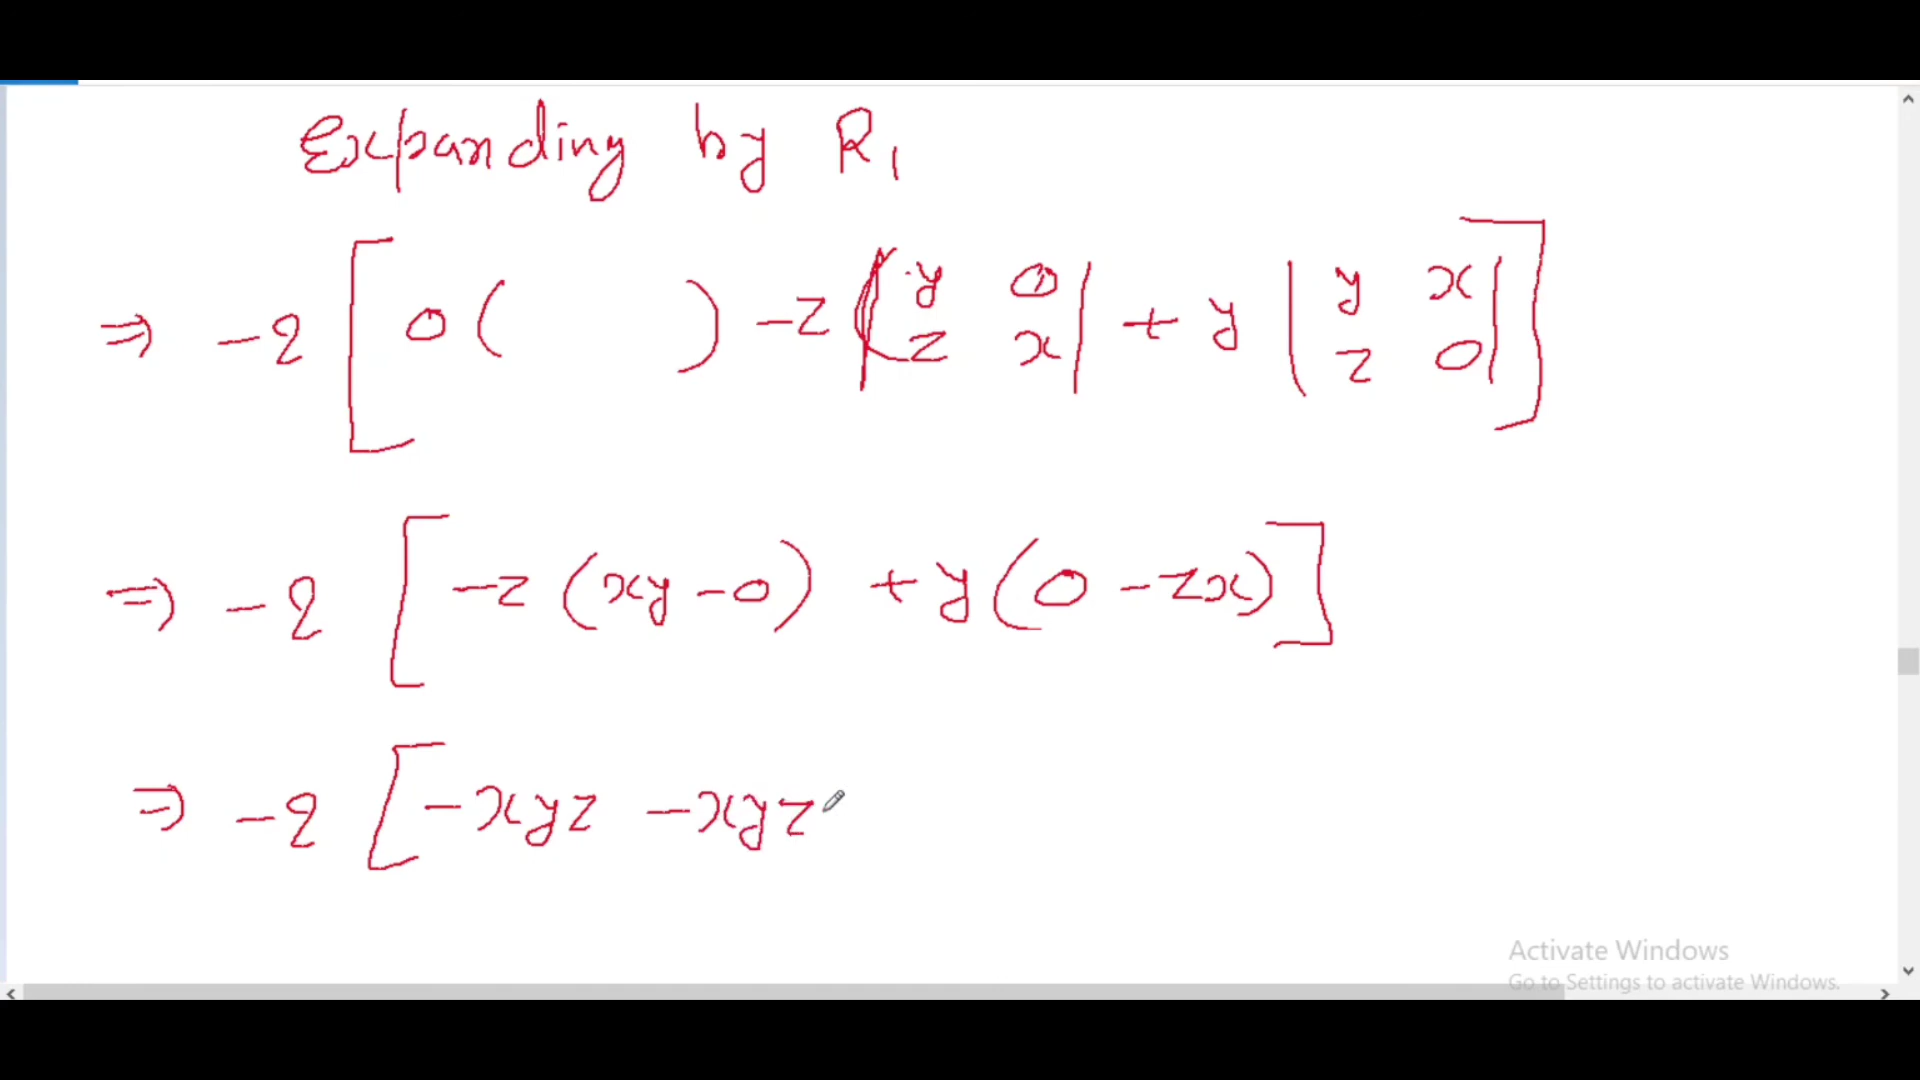 Expanding by R₁
⇒ -2 [ 0 ( ) -z | y 0 | + y | y x | ]
z x z 0
⇒ -2 [ -z (xy - 0) + y (0 - zx) ]
⇒ -2 [ -xyz - xyz
Activate Windows
Go to Settings to activate Windows.